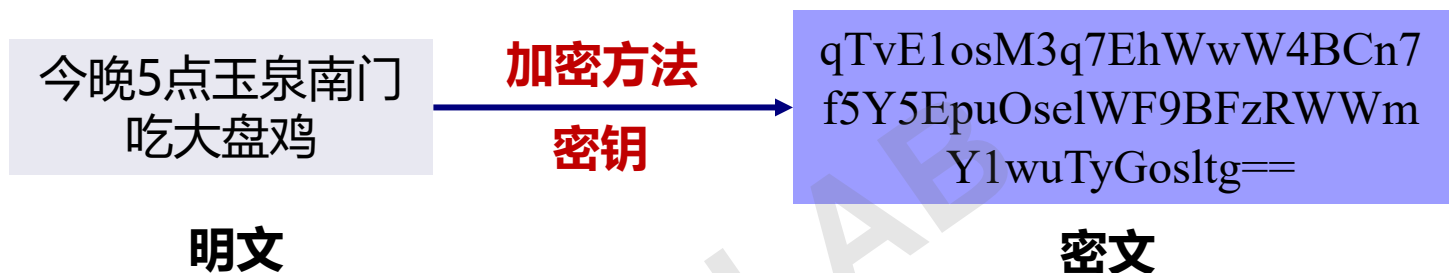 今晚5点玉泉南门
吃大盘鸡
加密方法
密钥
qTvE1osM3q7EhWwW4BCn7
f5Y5EpuOselWF9BFzRWWm
Y1wuTyGosltg==
明文
密文
LAB